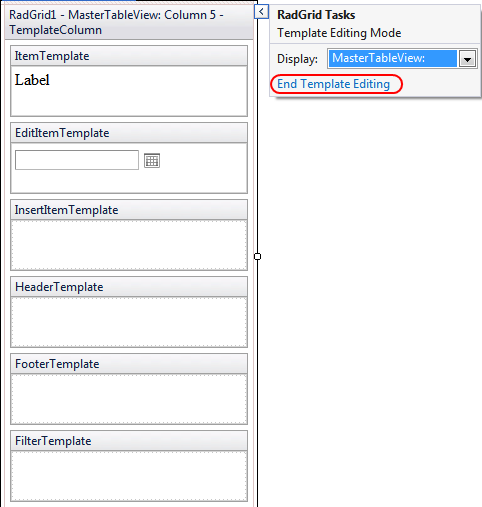 RadGrid1 - MasterTableView: Column 5 -
TemplateColumn
ItemTemplate
Label
EditItemTemplate
InsertItemTemplate
HeaderTemplate
FooterTemplate
FilterTemplate
RadGrid Tasks
Template Editing Mode
Display: MasterTableView:
End Template Editing